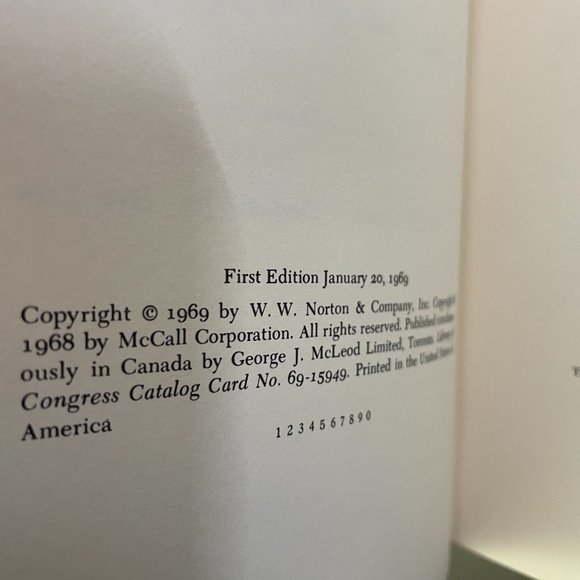 First Edition January 20, 1969
Copyright © 1969 by W. W. Norton & Company, Inc. Copyright
1968 by McCall Corporation. All rights reserved. Published
ously in Canada by George J. McLeod Limited, Toronto. Library of
Congress Catalog Card No. 69-15949. Printed in the United States of
America
1 2 3 4 5 6 7 8 9 0